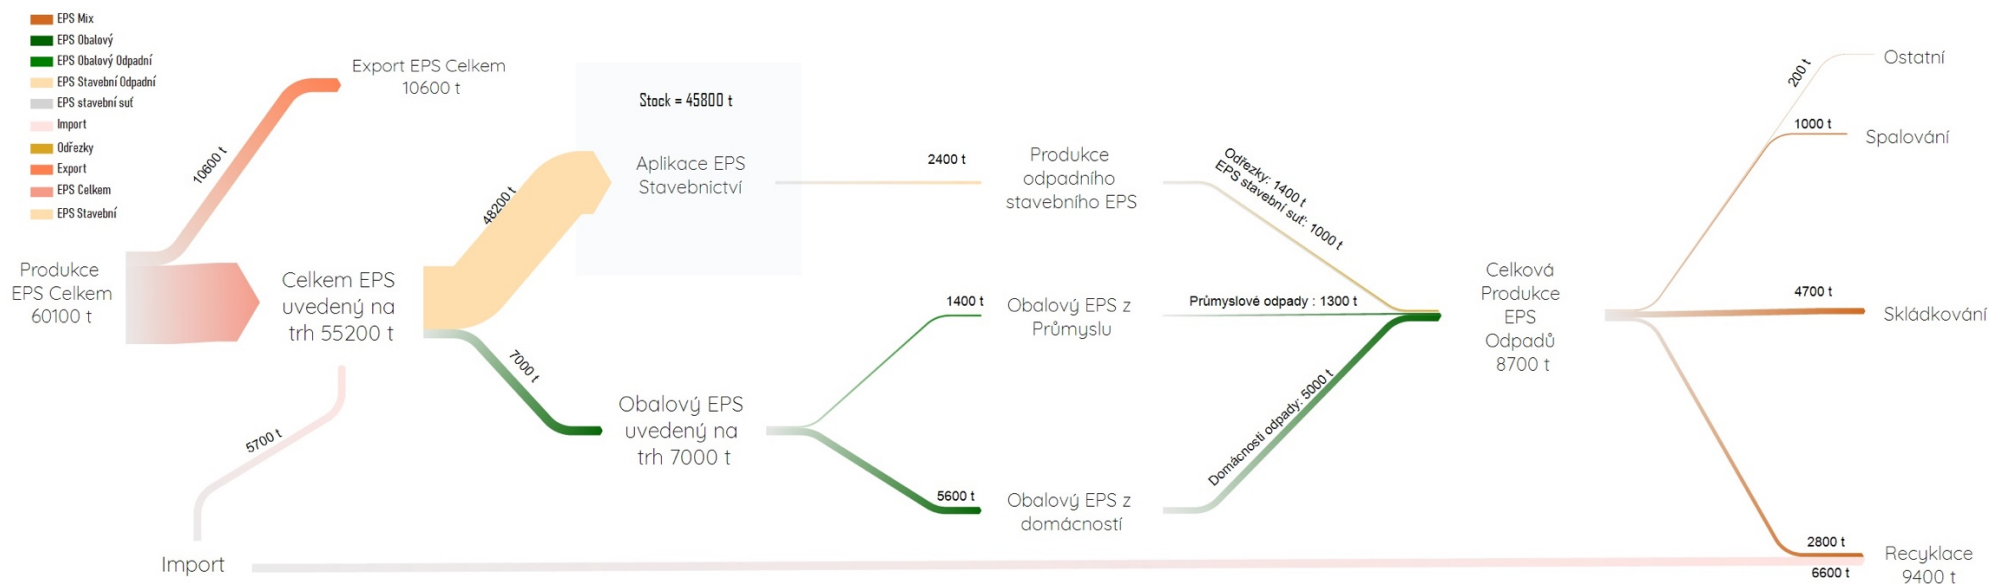 EPS Mix
EPS Obalový
EPS Obalový Odpadní
EPS Stavební Odpadní
EPS stavební suť
Import
Odřezky
Export
EPS Celkem
EPS Stavební
Produkce
EPS Celkem
60100 t
10600 t
Export EPS Celkem
10600 t
Celkem EPS
uvedený na
trh 55200 t
5700 t
Import
48200 t
7000 t
Stock = 45800 t
Aplikace EPS
Stavebnictví
Obalový EPS
uvedený na
trh 7000 t
2400 t
1400 t
5600 t
Produkce
odpadního
stavebního EPS
Obalový EPS z
Průmyslu
Obalový EPS z
domácností
Odřezky: 1400 t
EPS stavební suť: 1000 t
Průmyslové odpady : 1300 t
Domácnosti odpady: 5000 t
Celková
Produkce
EPS
Odpadů
8700 t
200 t
Ostatní
1000 t
Spalování
4700 t
Skládkování
2800 t
6600 t
Recyklace
9400 t